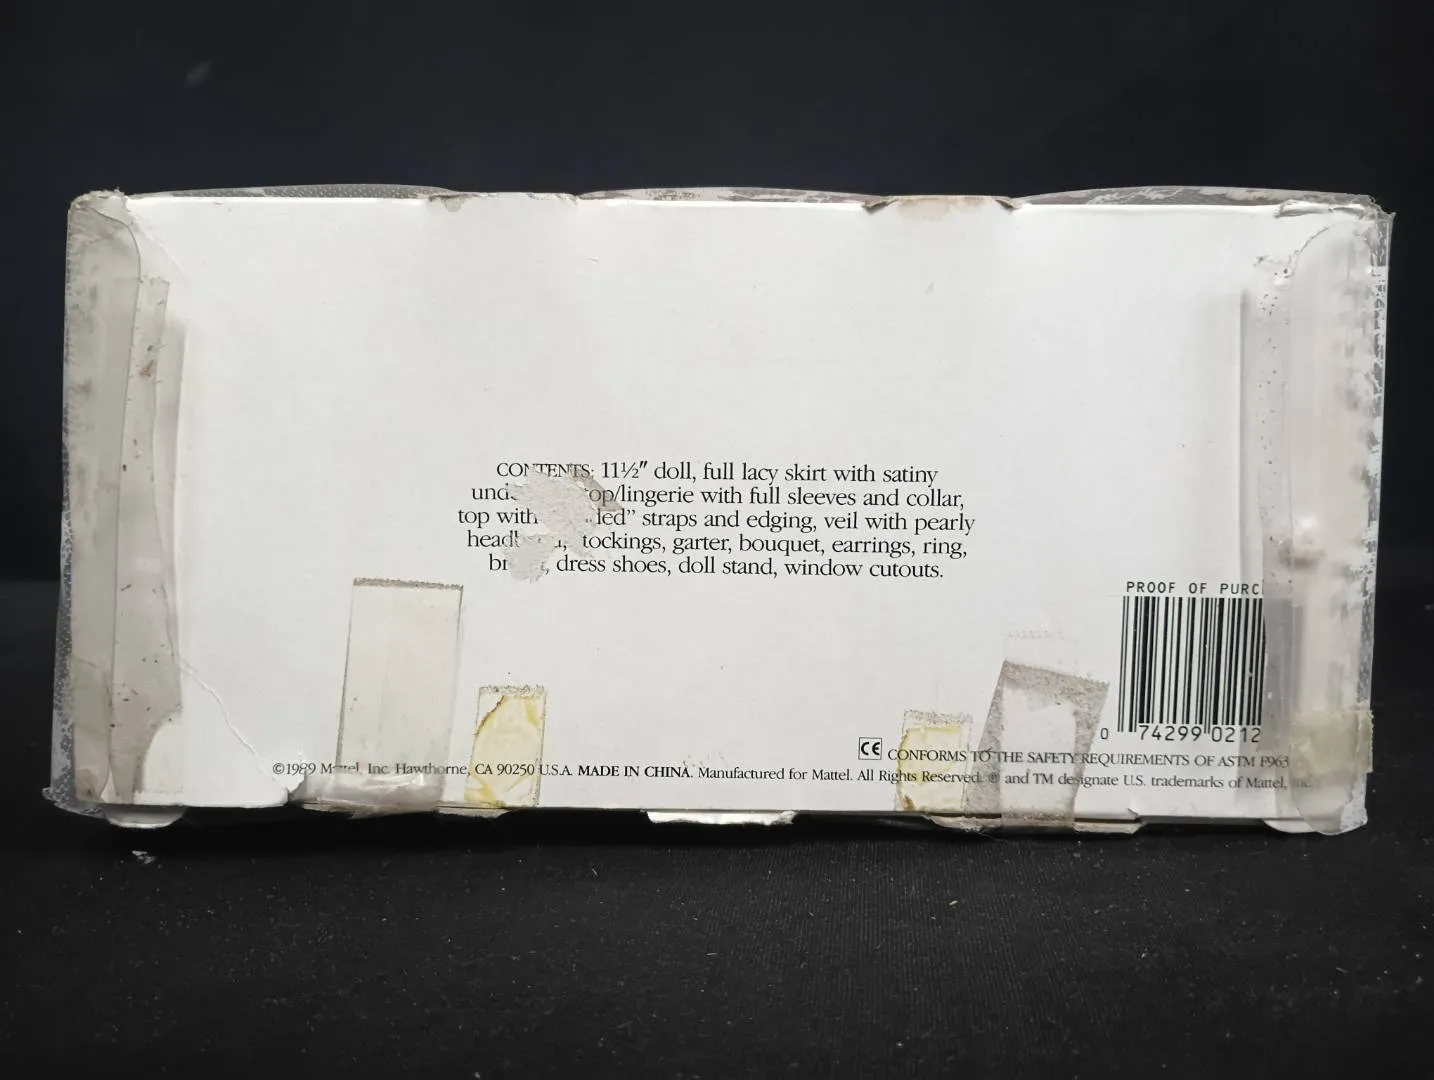 CONTENTS: 11½" doll, full lacy skirt with satiny
op/lingerie with full sleeves and collar,
top with led” straps and edging, veil with pearly
tockings, garter, bouquet, earrings, ring,
dress shoes, doll stand, window cutouts.
PROOF OF PURC
0 74299 0212
CE CONFORMS TO THE SAFETY REQUIREMENTS OF ASTM F963
©1989 Mattel, Inc. Hawthorne, CA 90250 U.S.A. MADE IN CHINA. Manufactured for Mattel. All Rights Reserved. ® and TM designate U.S. trademarks of Mattel, Inc.